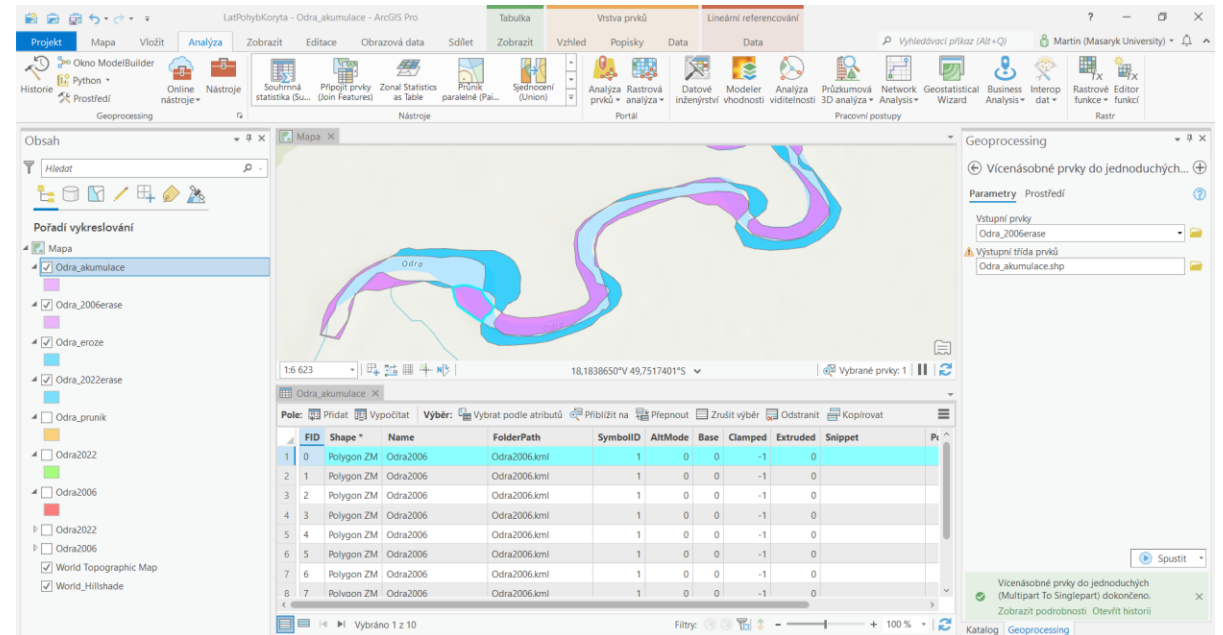 LatPohybKoryta - Odra_akumulace - ArcGIS Pro
Tabulka
Vrstva prvků
Lineární referencování
?
Projekt Mapa Vložit Analýza Zobrazit Editace Obrazová data Sdílet Zobrazit Vzhled Popisky Data Data
Vyhledávací příkaz (Alt+Q)
Martin (Masaryk University)
Historie
Okno ModelBuilder
Python
Prostředí
Online nástroje
Nástroje
Geoprocessing
Souhrnná statistika (Su...
Připojit prvky (Join Features)
Zonal Statistics as Table
Průnik paralelně (Pai...
Sjednocení (Union)
Nástroje
Analýza prvků
Rastrová analýza
Portál
Datové inženýrství
Modeler vhodnosti
Analýza viditelnosti
Průzkumová 3D analýza
Network Analysis
Geostatistical Wizard
Business Analysis
Interop dat
Pracovní postupy
Rastrové funkce
Editor funkcí
Rastr
Obsah
Hledat
Pořadí vykreslování
Mapa
Odra_akumulace
Odra_2006erase
Odra_eroze
Odra_2022erase
Odra_prunik
Odra2022
Odra2006
Odra2022
Odra2006
World Topographic Map
World_Hillshade
Mapa
Odra
Odra
1:6 623
18,1838650°V 49,7517401°S
Vybrané prvky: 1
Odra_akumulace
Pole: Přidat Vypočítat Výběr: Vybrat podle atributů Přiblížit na Přepnout Zrušit výběr Odstranit Kopírovat
FID Shape * Name FolderPath SymbolID AltMode Base Clamped Extruded Snippet
1 0 Polygon ZM Odra2006 Odra2006.kml 1 0 0 -1 0
2 1 Polygon ZM Odra2006 Odra2006.kml 1 0 0 -1 0
3 2 Polygon ZM Odra2006 Odra2006.kml 1 0 0 -1 0
4 3 Polygon ZM Odra2006 Odra2006.kml 1 0 0 -1 0
5 4 Polygon ZM Odra2006 Odra2006.kml 1 0 0 -1 0
6 5 Polygon ZM Odra2006 Odra2006.kml 1 0 0 -1 0
7 6 Polygon ZM Odra2006 Odra2006.kml 1 0 0 -1 0
8 7 Polygon ZM Odra2006 Odra2006.kml 1 0 0 -1 0
Vybráno 1 z 10
Filtry:
100 %
Geoprocessing
Vícenásobné prvky do jednoduchých...
Parametry Prostředí
Vstupní prvky
Odra_2006erase
Výstupní třída prvků
Odra_akumulace.shp
Spustit
Vícenásobné prvky do jednoduchých
(Multipart To Singlepart) dokončeno.
Zobrazit podrobnosti Otevřít historii
Katalog Geoprocessing